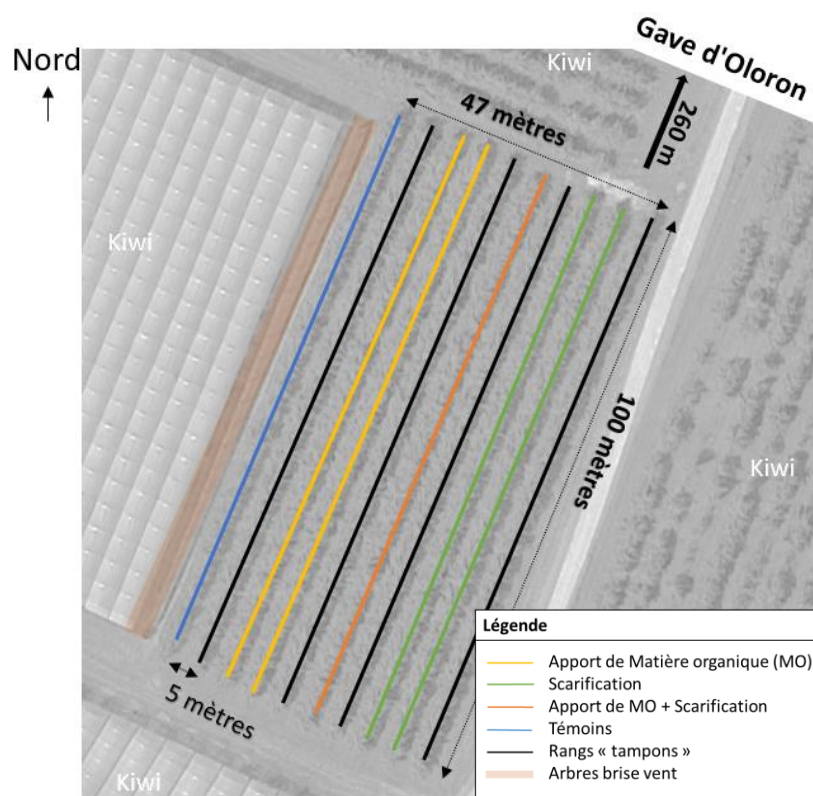 Nord
Gave d'Oloron
Kiwi
47 mètres
260 m
Kiwi
Kiwi
100 mètres
5 mètres
Kiwi
Légende
Apport de Matière organique (MO)
Scarification
Apport de MO + Scarification
Témoins
Rangs « tampons »
Arbres brise vent